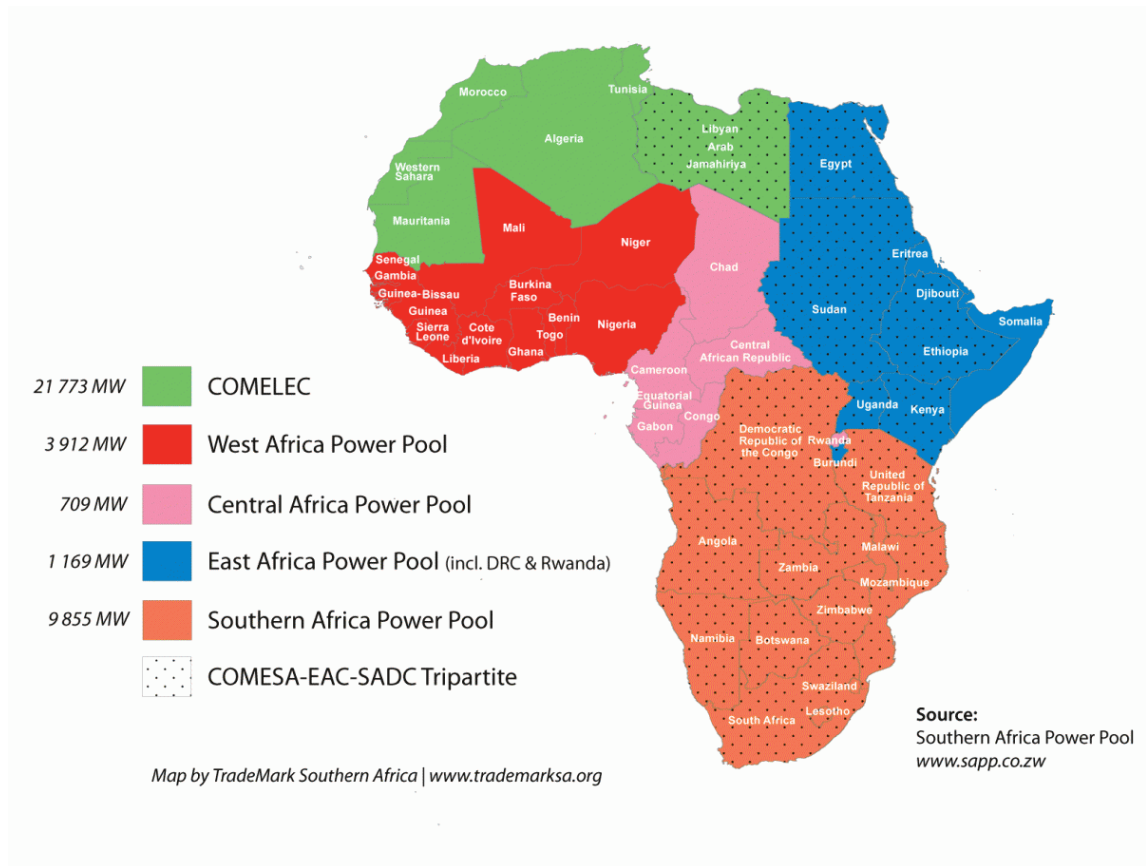 Morocco
Tunisia
Algeria
Libyan
Arab
Jamahiriya
Egypt
Western
Sahara
Mauritania
Mali
Niger
Chad
Sudan
Eritrea
Djibouti
Somalia
Ethiopia
Senegal
Gambia
Guinea-Bissau
Guinea
Sierra
Leone
Liberia
Cote
d'Ivoire
Burkina
Faso
Ghana
Togo
Benin
Nigeria
Cameroon
Central
African Republic
Equatorial
Guinea
Gabon
Congo
Democratic
Republic of
the Congo
Uganda
Kenya
Rwanda
Burundi
United
Republic of
Tanzania
Angola
Zambia
Malawi
Mozambique
Zimbabwe
Namibia
Botswana
Swaziland
Lesotho
South Africa
21 773 MW COMELEC
3 912 MW West Africa Power Pool
709 MW Central Africa Power Pool
1 169 MW East Africa Power Pool (incl. DRC & Rwanda)
9 855 MW Southern Africa Power Pool
COMESA-EAC-SADC Tripartite
Source:
Southern Africa Power Pool
www.sapp.co.zw
Map by TradeMark Southern Africa | www.trademarksa.org